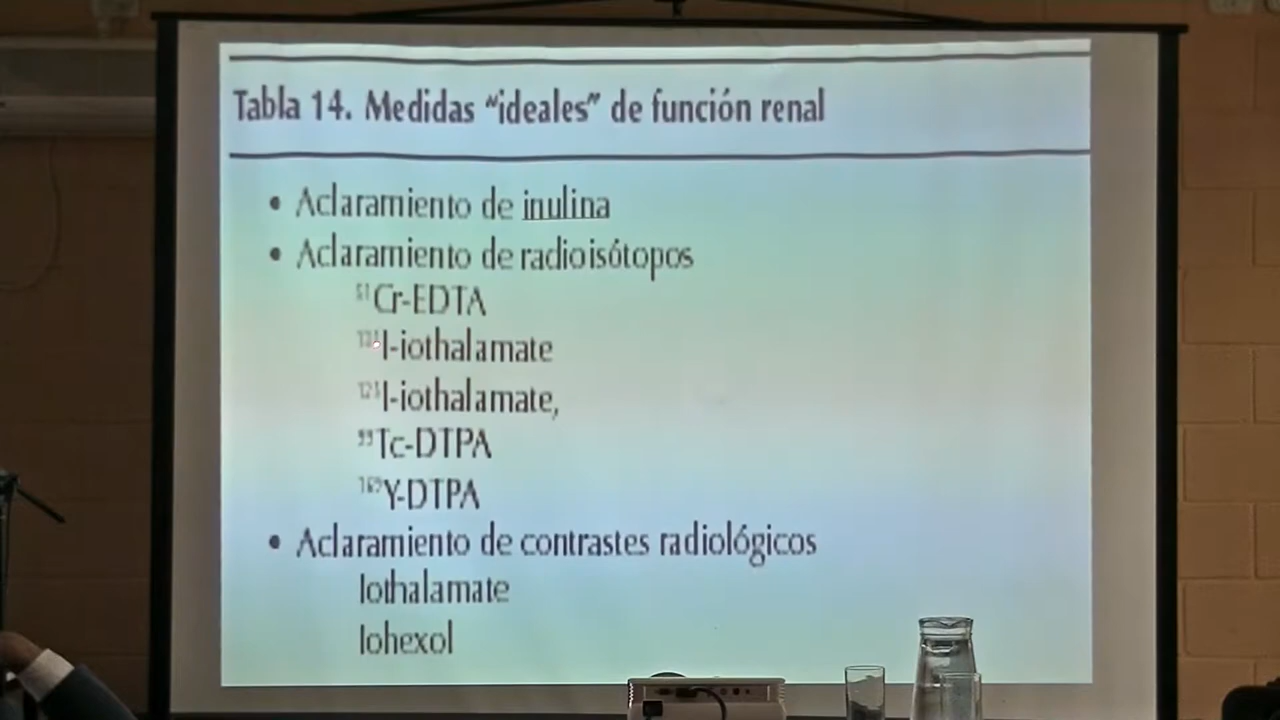 Tabla 14. Medidas “ideales” de función renal
• Aclaramiento de inulina
• Aclaramiento de radioisótopos
⁵¹Cr-EDTA
I-iothalamate
¹²⁵I-iothalamate,
⁹⁹Tc-DTPA
¹⁶⁹Y-DTPA
• Aclaramiento de contrastes radiológicos
Iothalamate
Iohexol